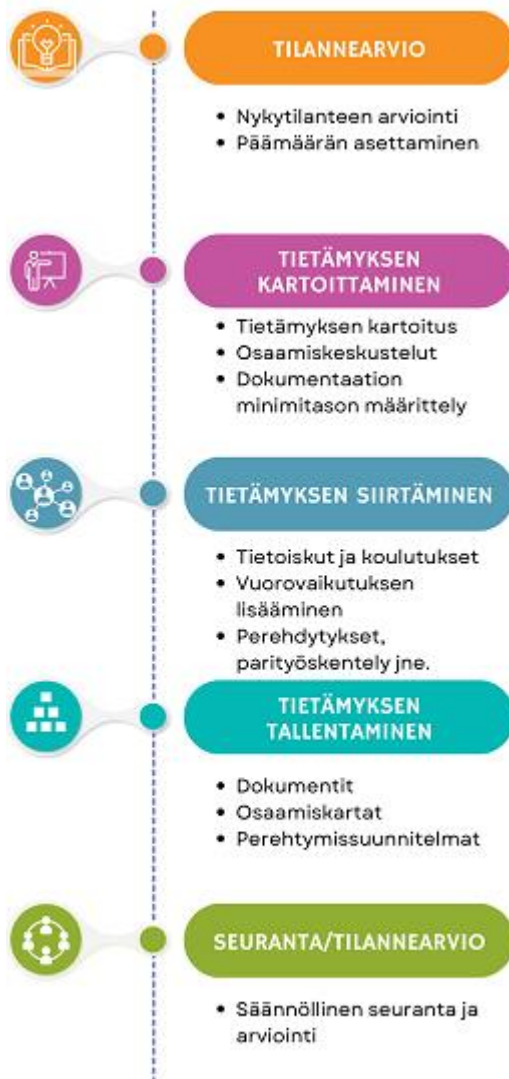 TILANNEARVIO
• Nykytilanteen arviointi
• Päämäärän asettaminen
TIETÄMYKSEN
KARTOITTAMINEN
• Tietämyksen kartoitus
• Osaamiskeskustelut
• Dokumentaation
minimitason määrittely
TIETÄMYKSEN SIIRTÄMINEN
• Tietoiskut ja koulutukset
• Vuorovaikutuksen
lisääminen
• Perehdytykset,
parityöskentely jne.
TIETÄMYKSEN
TALLENTAMINEN
• Dokumentit
• Osaamiskartat
• Perehtymissuunnitelmat
SEURANTA/TILANNEARVIO
• Säännöllinen seuranta ja
arviointi